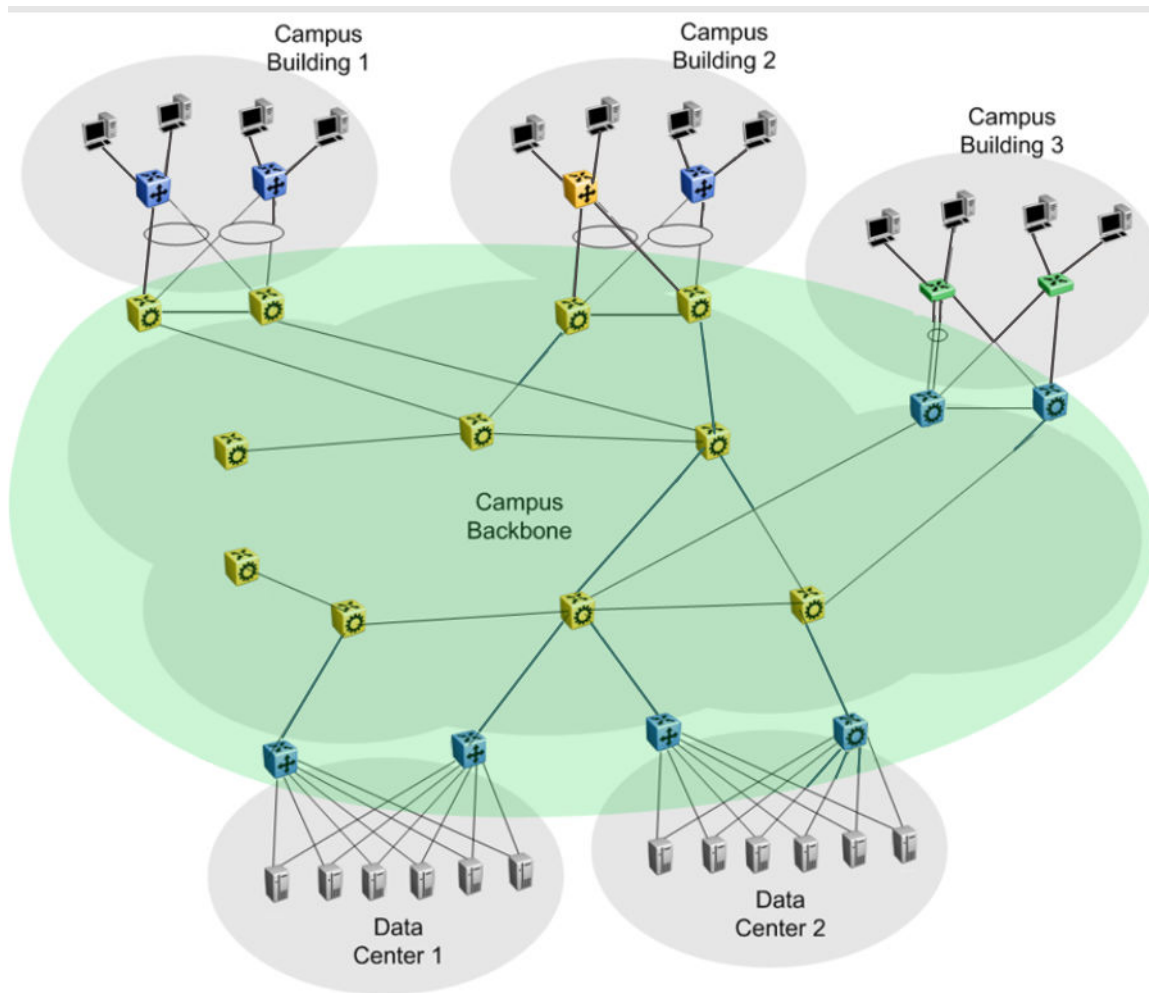 Campus
Building 1
Campus
Building 2
Campus
Building 3
Campus
Backbone
Data
Center 1
Data
Center 2